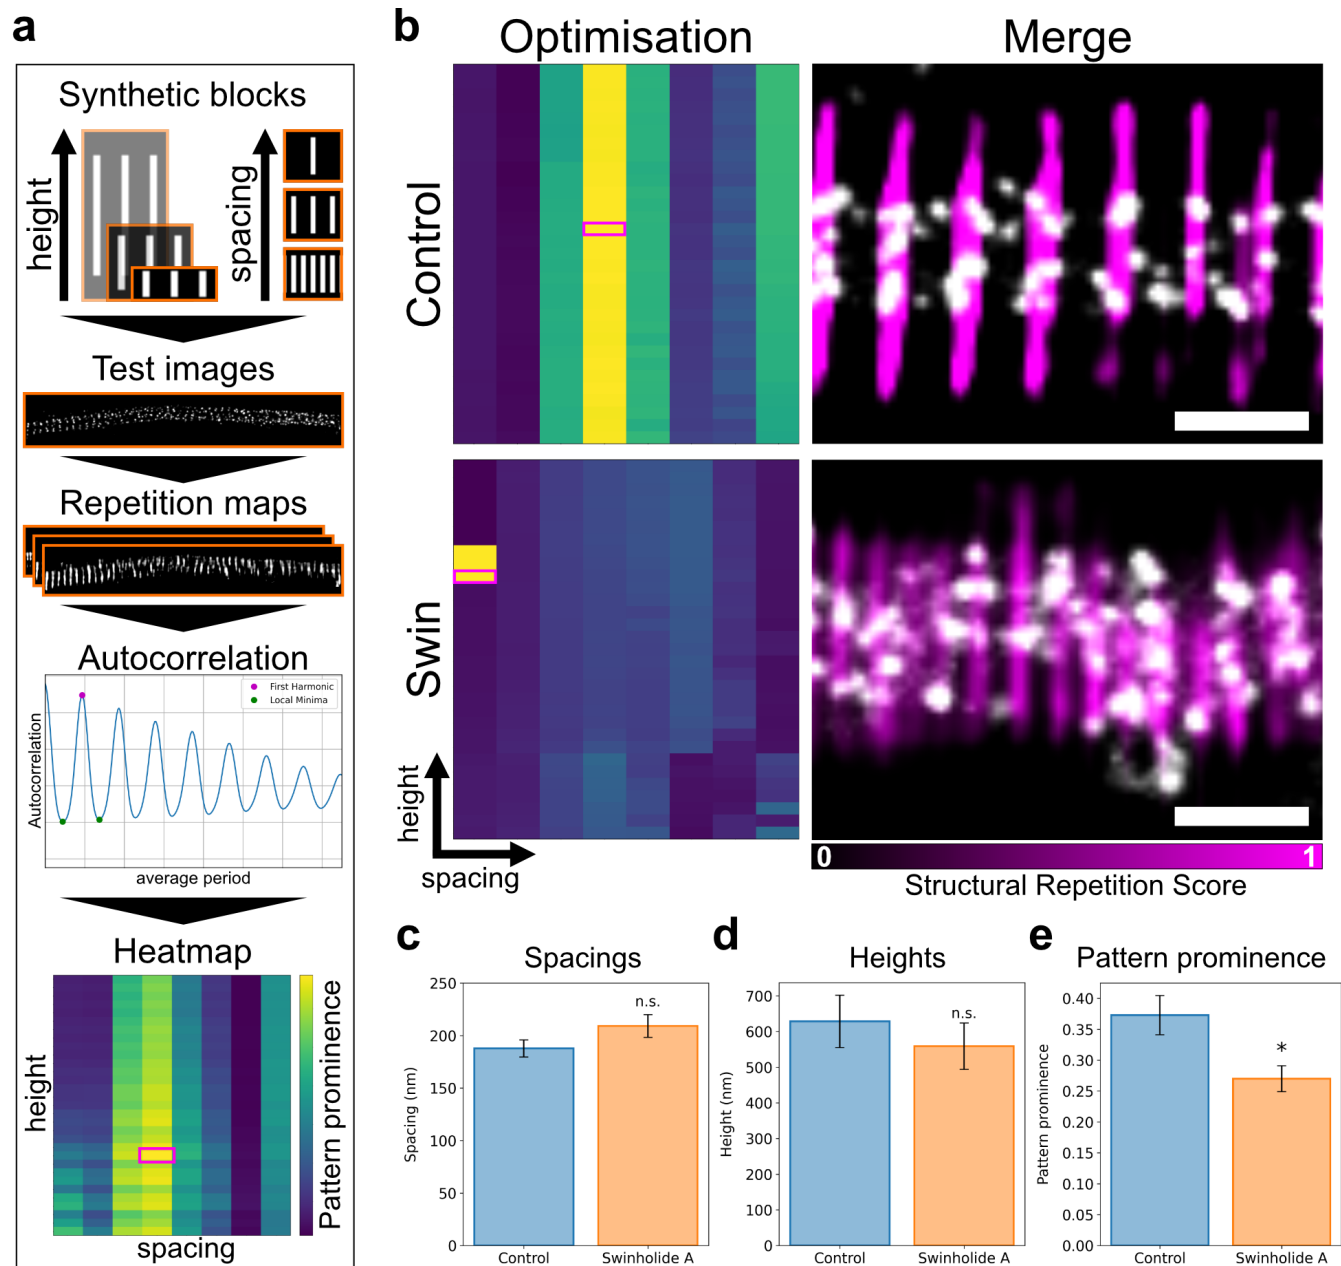 a
Synthetic blocks
height
spacing
Test images
Repetition maps
Autocorrelation
First Harmonic
Local Minima
Autocorrelation
average period
Heatmap
height
Pattern prominence
spacing
b
Optimisation
Merge
Control
Swin
height
spacing
0
1
Structural Repetition Score
c
Spacings
250
200
150
100
50
0
Spacing (nm)
n.s.
Control
Swinholide A
d
Heights
700
600
500
400
300
200
100
0
Height (nm)
n.s.
Control
Swinholide A
e
Pattern prominence
0.40
0.35
0.30
0.25
0.20
0.15
0.10
0.05
0.00
Pattern prominence
*
Control
Swinholide A